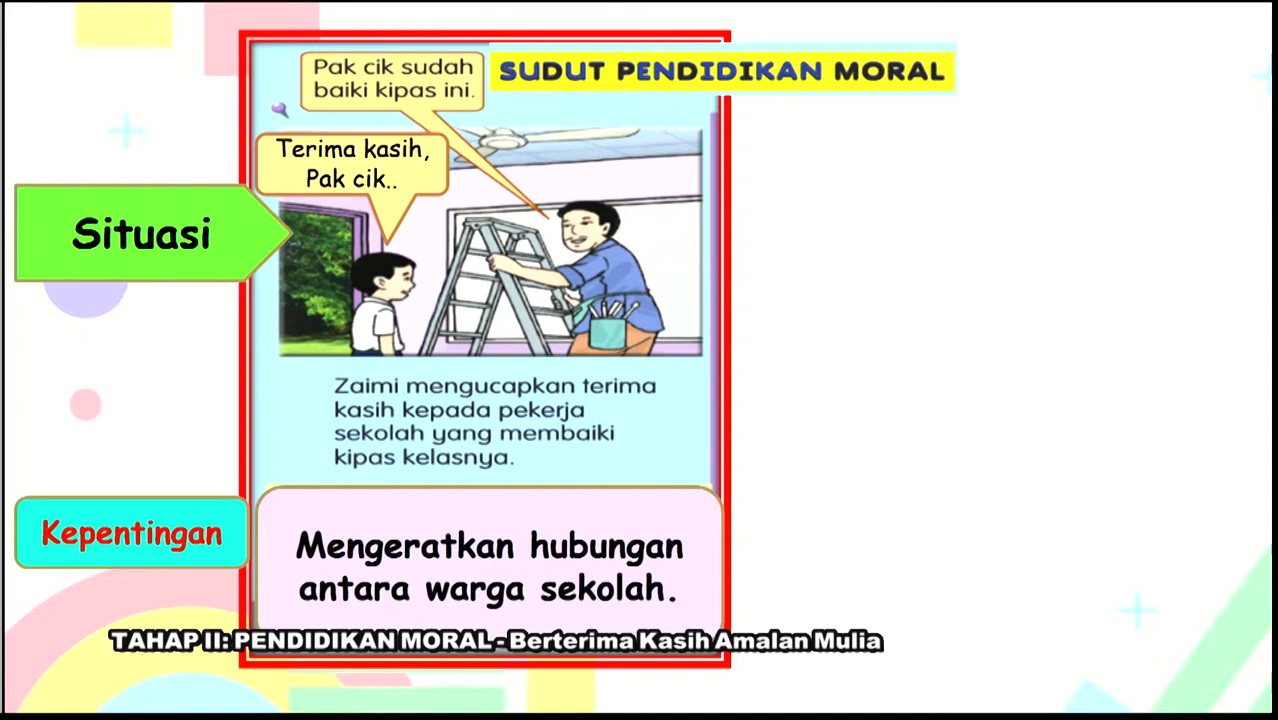 SUDUT PENDIDIKAN MORAL
Pak cik sudah
baiki kipas ini.
Terima kasih,
Pak cik..
Situasi
Zaimi mengucapkan terima
kasih kepada pekerja
sekolah yang membaiki
kipas kelasnya.
Kepentingan
Mengeratkan hubungan
antara warga sekolah.
TAHAP II: PENDIDIKAN MORAL - Berterima Kasih Amalan Mulia